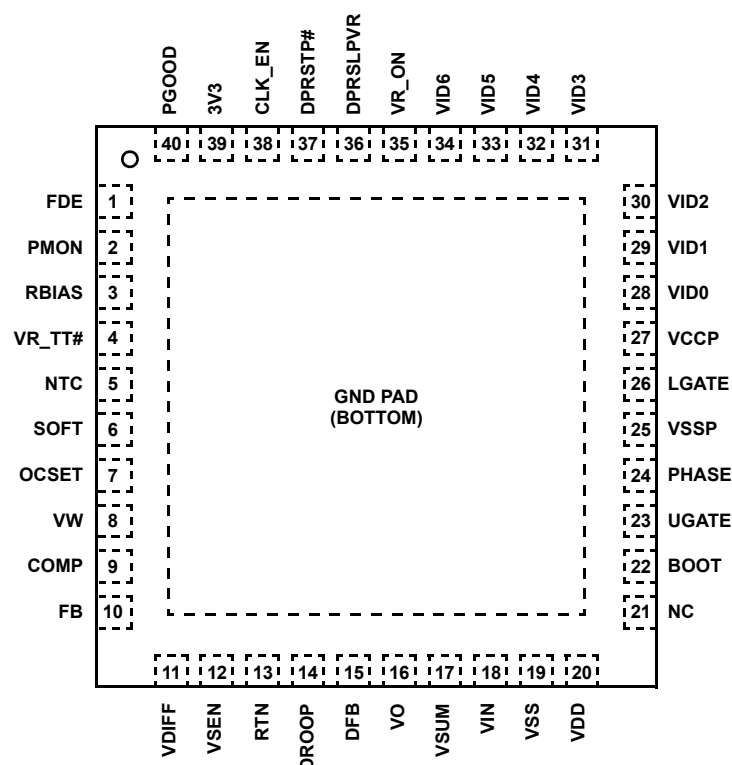 PGOOD
3V3
CLK_EN
DPRSTP#
DPRSLPVR
VR_ON
VID6
VID5
VID4
VID3
40 39 38 37 36 35 34 33 32 31
FDE 1
PMON 2
RBIAS 3
VR_TT# 4
NTC 5
SOFT 6
OCSET 7
VW 8
COMP 9
FB 10
GND PAD
(BOTTOM)
30 VID2
29 VID1
28 VID0
27 VCCP
26 LGATE
25 VSSP
24 PHASE
23 UGATE
22 BOOT
21 NC
11 12 13 14 15 16 17 18 19 20
VDIFF
VSEN
RTN
DROOP
DFB
VO
VSUM
VIN
VSS
VDD